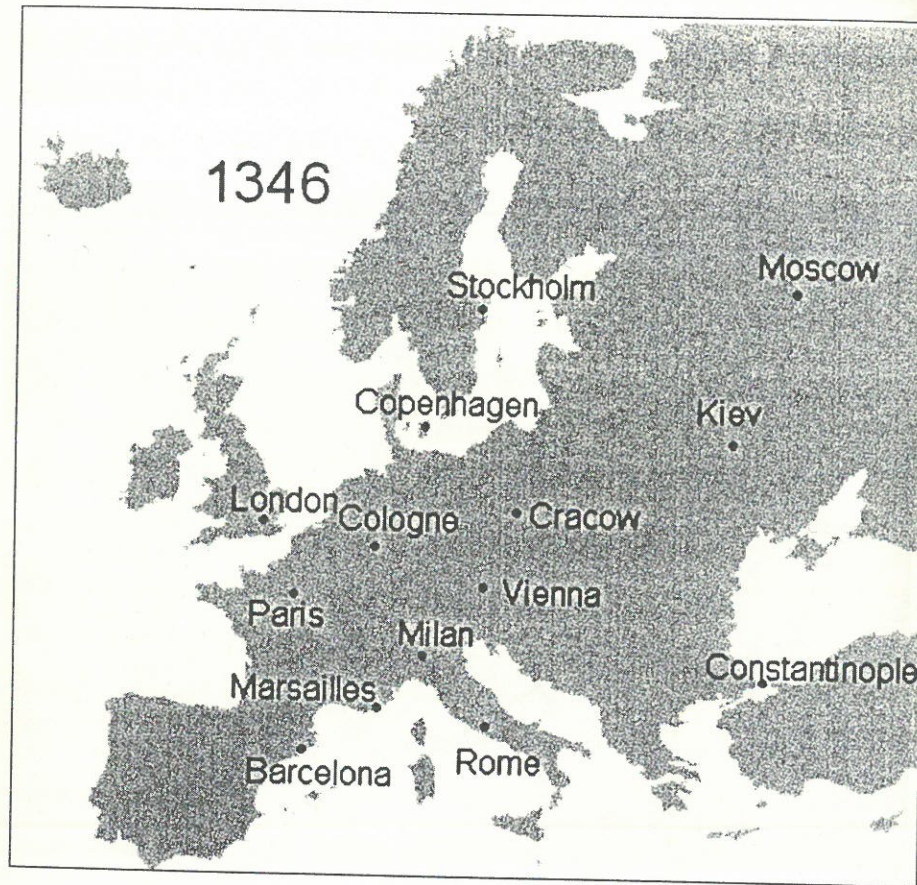 1346
Moscow
Stockholm
Copenhagen
Kiev
London
Cologne
Cracow
Vienna
Paris
Milan
Constantinople
Marsailles
Rome
Barcelona